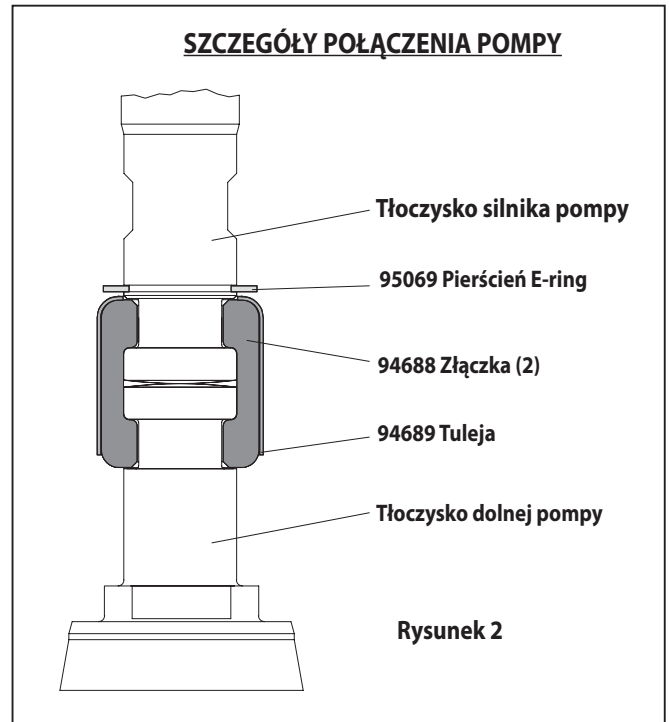 SZCZEGÓŁY POŁĄCZENIA POMPY
Tłoczysko silnika pompy
95069 Pierścień E-ring
94688 Złączka (2)
94689 Tuleja
Tłoczysko dolnej pompy
Rysunek 2